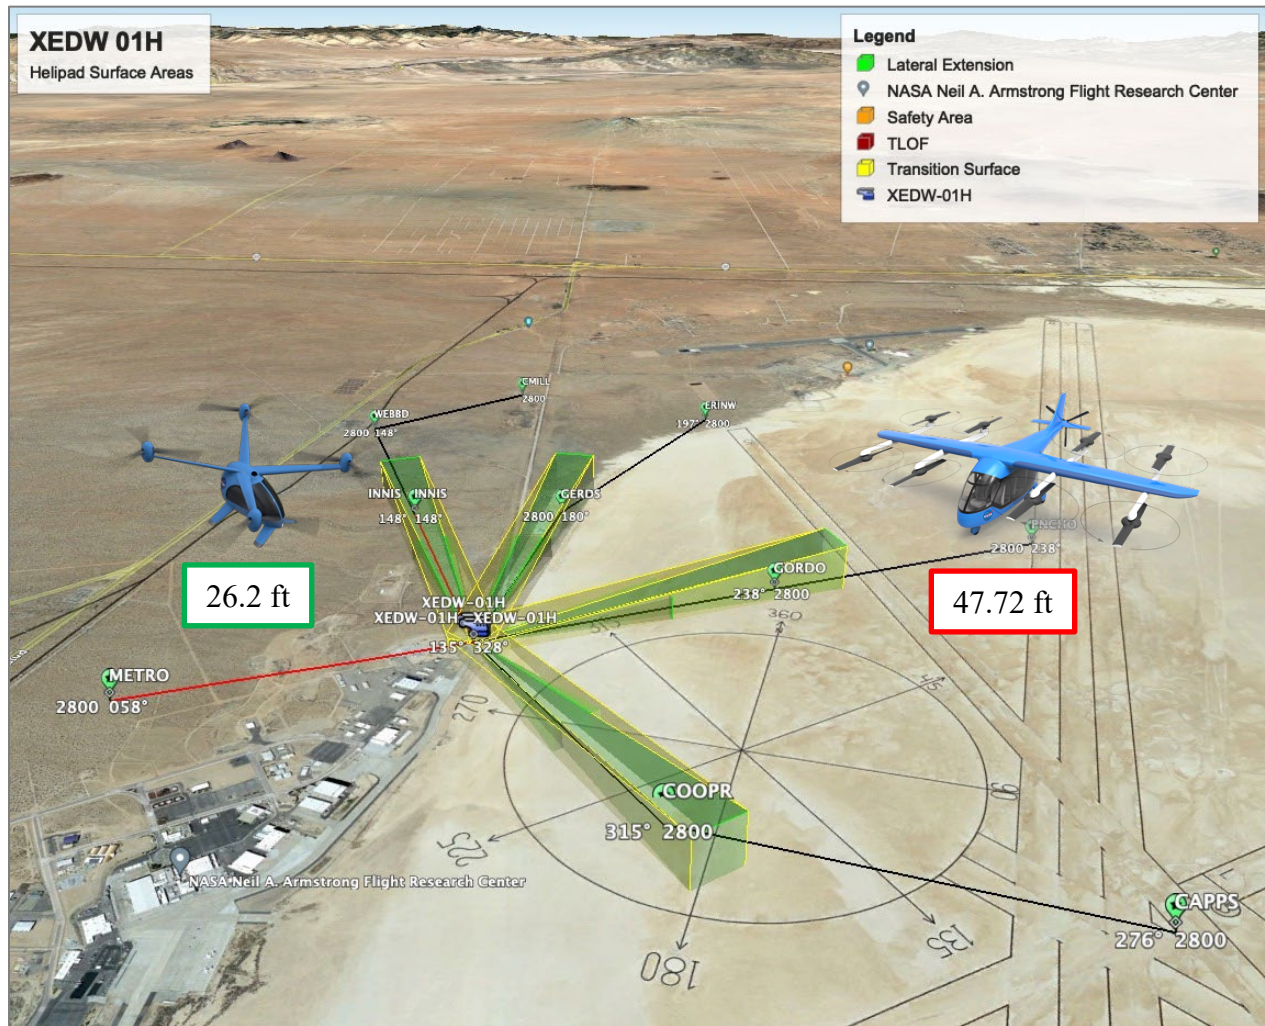 XEDW 01H
Helipad Surface Areas
Legend
Lateral Extension
NASA Neil A. Armstrong Flight Research Center
Safety Area
TLOF
Transition Surface
XEDW-01H
CMILL
2800
WEBBD
2800 148°
ERINW
197° 2800
INNIS INNIS
148° 148°
GERDS
2800 180°
PNCHO
2800 238°
GORDO
238° 2800
26.2 ft
47.72 ft
XEDW-01H
XEDW-01H XEDW-01H
135° 328°
360
45
METRO
2800 058°
270
90
COOPR
315° 2800
225
NASA Neil A. Armstrong Flight Research Center
CAPPS
276° 2800
135
180